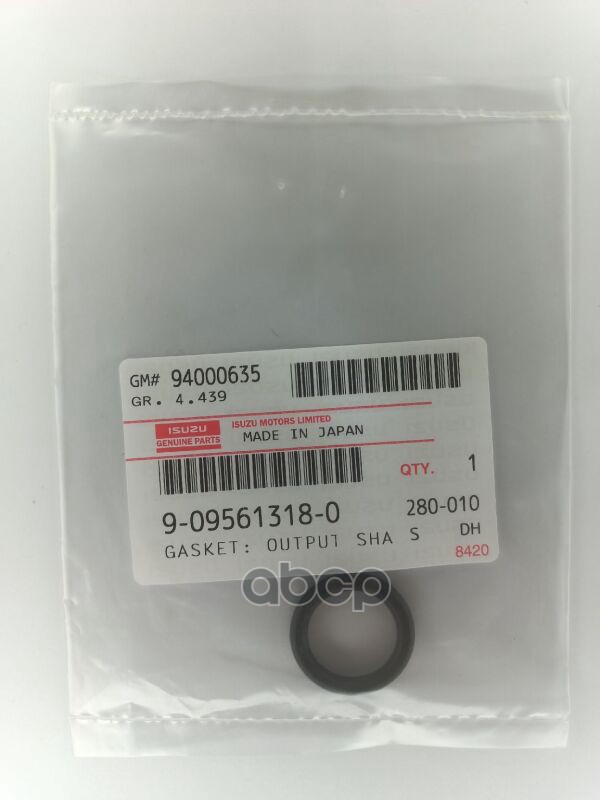 GM# 94000635
GR. 4.439
ISUZU
GENUINE PARTS
ISUZU MOTORS LIMITED
MADE IN JAPAN
QTY. 1
9-09561318-0 280-010
GASKET: OUTPUT SHA S DH
8420
abcp